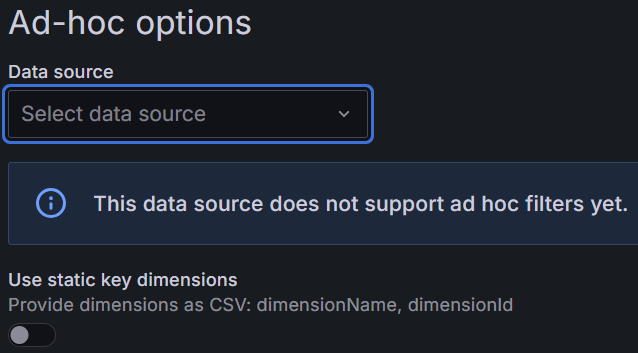 Ad-hoc options
Data source
Select data source
This data source does not support ad hoc filters yet.
Use static key dimensions
Provide dimensions as CSV: dimensionName, dimensionId